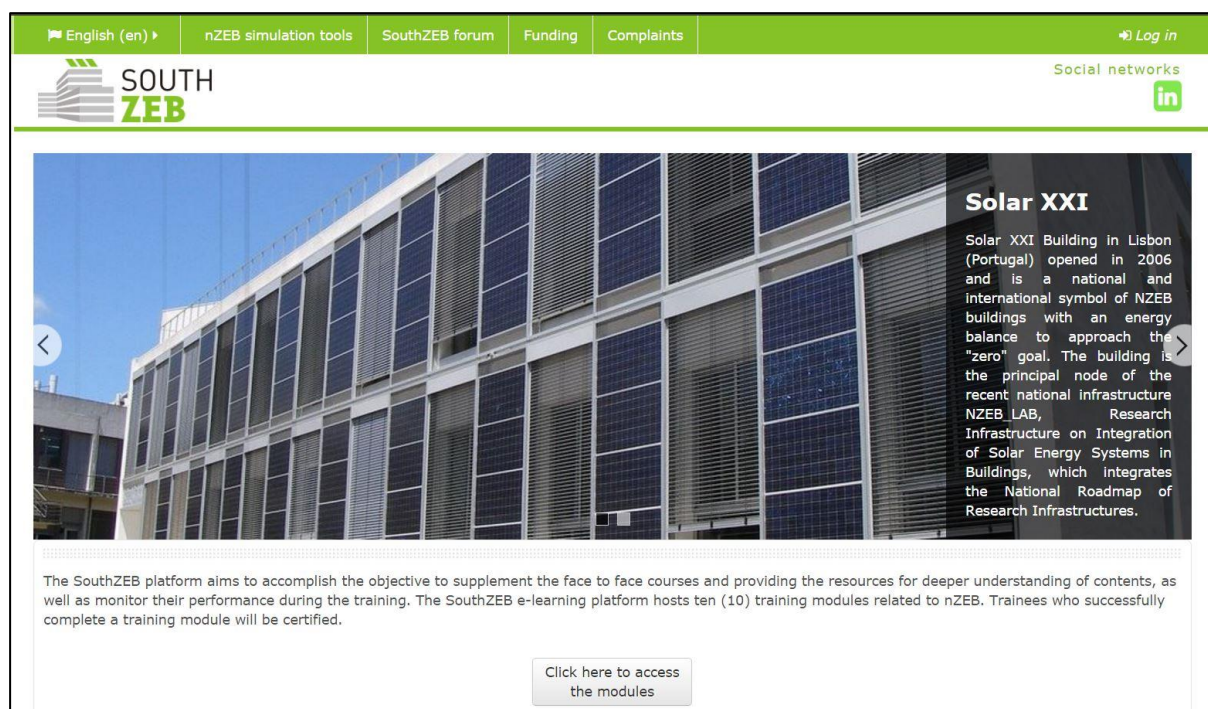 English (en)
nZEB simulation tools
SouthZEB forum
Funding
Complaints
Log in
SOUTH
ZEB
Social networks
in
Solar XXI
Solar XXI Building in Lisbon
(Portugal) opened in 2006
and is a national and
international symbol of NZEB
buildings with an energy
balance to approach the
"zero" goal. The building is
the principal node of the
recent national infrastructure
NZEB_LAB, Research
Infrastructure on Integration
of Solar Energy Systems in
Buildings, which integrates
the National Roadmap of
Research Infrastructures.
The SouthZEB platform aims to accomplish the objective to supplement the face to face courses and providing the resources for deeper understanding of contents, as
well as monitor their performance during the training. The SouthZEB e-learning platform hosts ten (10) training modules related to nZEB. Trainees who successfully
complete a training module will be certified.
Click here to access
the modules